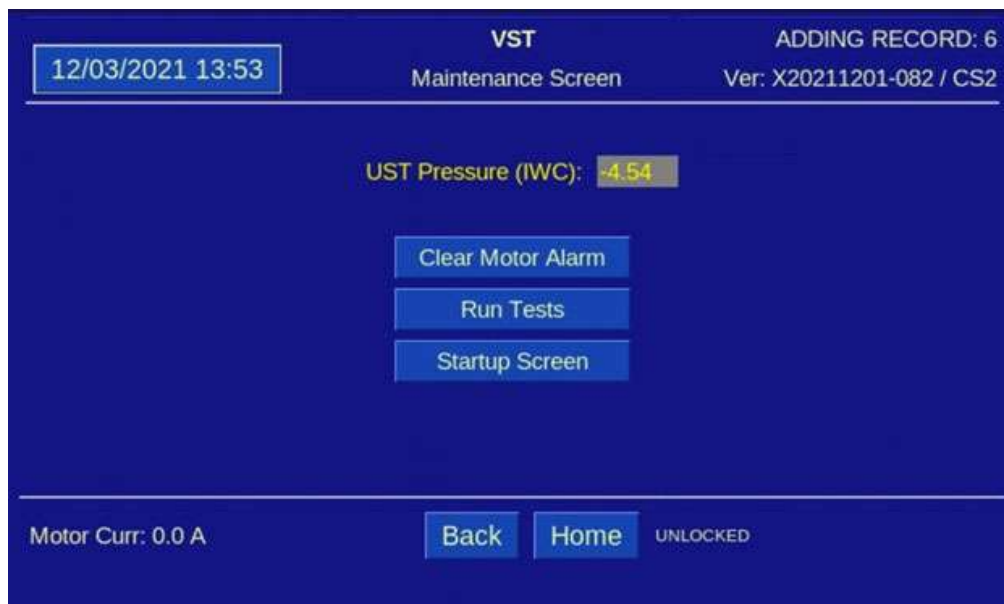 VST
ADDING RECORD: 6
12/03/2021 13:53
Maintenance Screen
Ver: X20211201-082 / CS2
UST Pressure (IWC): -4.54
Clear Motor Alarm
Run Tests
Startup Screen
Motor Curr: 0.0 A
Back
Home
UNLOCKED